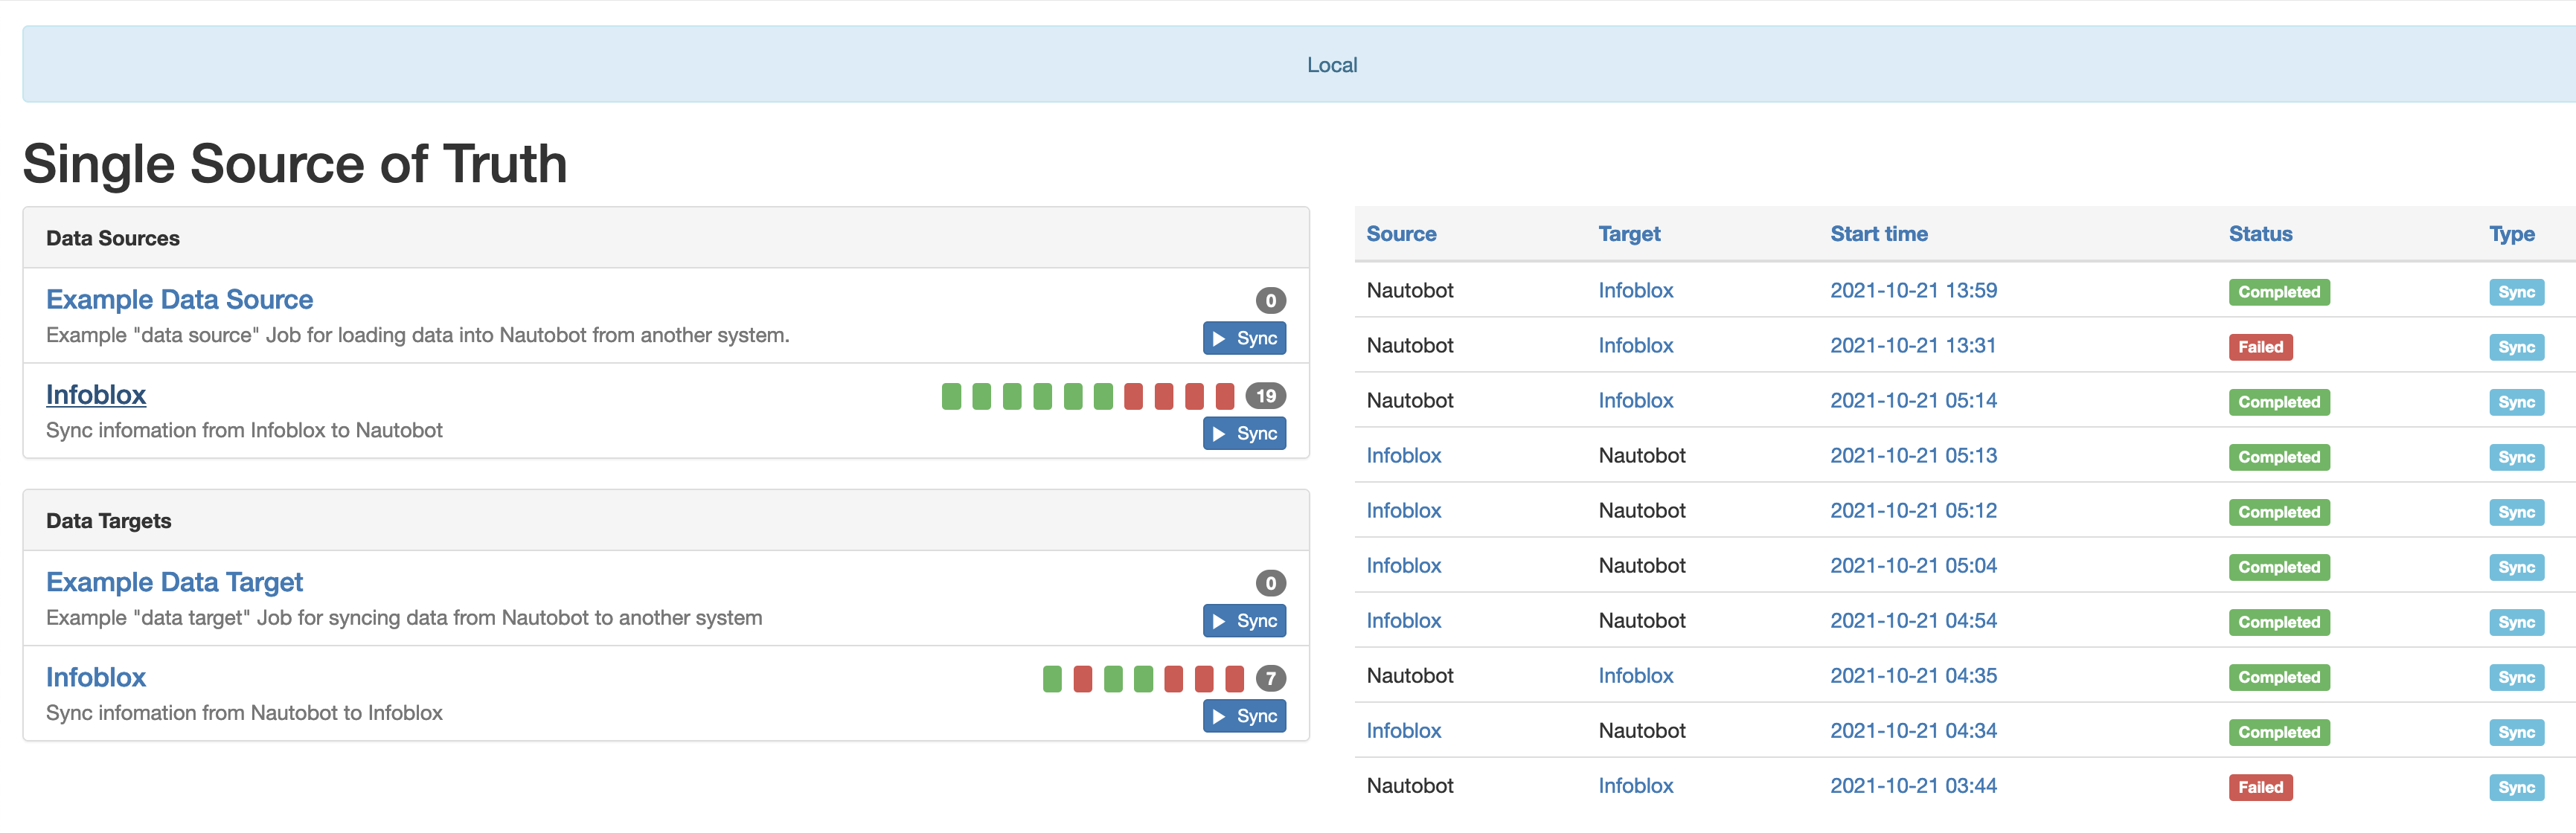 Local
Single Source of Truth
Data Sources
Example Data Source 0
Example "data source" Job for loading data into Nautobot from another system. Sync
Infoblox 19
Sync infomation from Infoblox to Nautobot Sync
Data Targets
Example Data Target 0
Example "data target" Job for syncing data from Nautobot to another system Sync
Infoblox 7
Sync infomation from Nautobot to Infoblox Sync
Source Target Start time Status Type
Nautobot Infoblox 2021-10-21 13:59 Completed Sync
Nautobot Infoblox 2021-10-21 13:31 Failed Sync
Nautobot Infoblox 2021-10-21 05:14 Completed Sync
Infoblox Nautobot 2021-10-21 05:13 Completed Sync
Infoblox Nautobot 2021-10-21 05:12 Completed Sync
Infoblox Nautobot 2021-10-21 05:04 Completed Sync
Infoblox Nautobot 2021-10-21 04:54 Completed Sync
Nautobot Infoblox 2021-10-21 04:35 Completed Sync
Infoblox Nautobot 2021-10-21 04:34 Completed Sync
Nautobot Infoblox 2021-10-21 03:44 Failed Sync